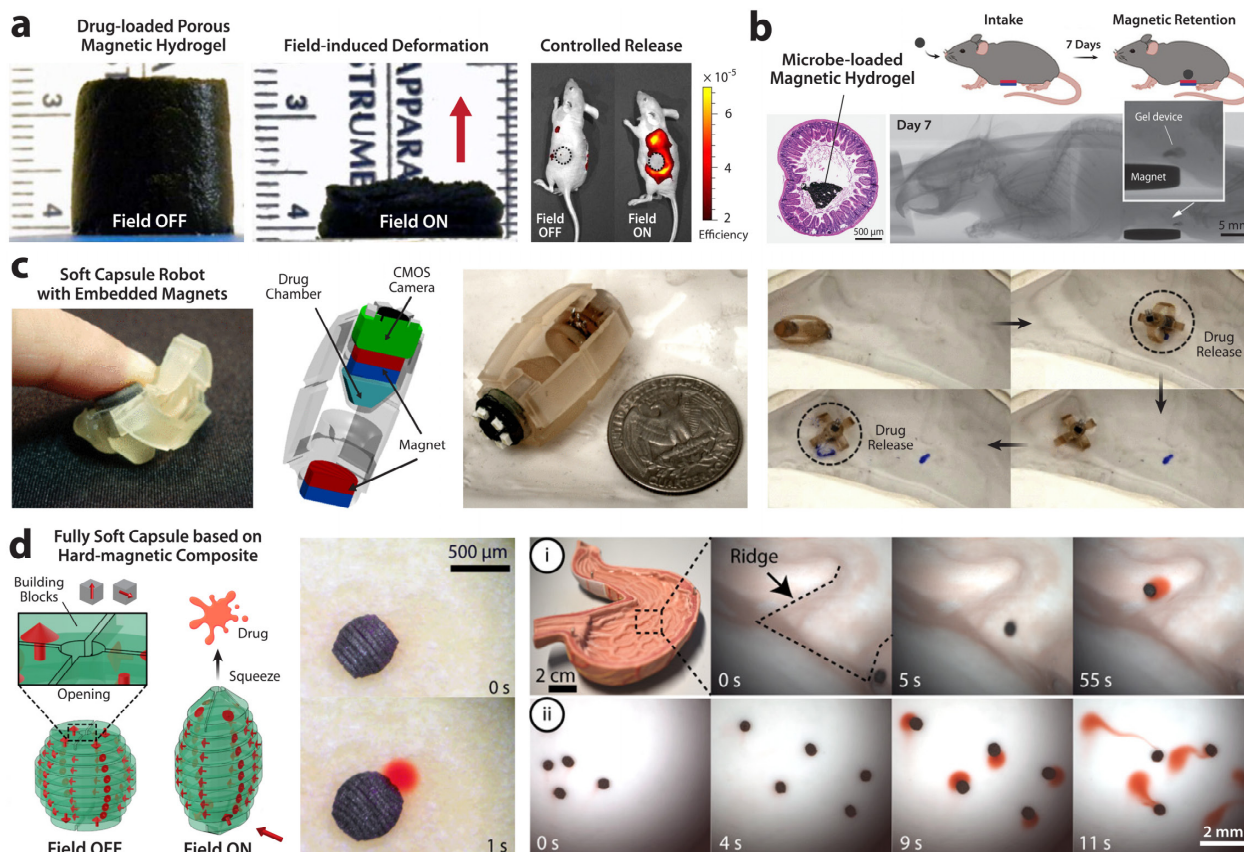 a
Drug-loaded Porous
Magnetic Hydrogel
Field-induced Deformation
Controlled Release
3
4
Field OFF
3
4
STRUME
APPARA
Field ON
Field
OFF
Field
ON
× 10⁻⁵
6
4
2
Efficiency
b
Microbe-loaded
Magnetic Hydrogel
Intake
7 Days
Magnetic Retention
500 µm
Day 7
Gel device
Magnet
5 mm
c
Soft Capsule Robot
with Embedded Magnets
Drug
Chamber
CMOS
Camera
Magnet
QUARTER
Drug
Release
Drug
Release
d
Fully Soft Capsule based on
Hard-magnetic Composite
Building
Blocks
Drug
Opening
Squeeze
Field OFF
Field ON
500 µm
0 s
1 s
i
2 cm
Ridge
0 s
5 s
55 s
ii
0 s
4 s
9 s
11 s
2 mm